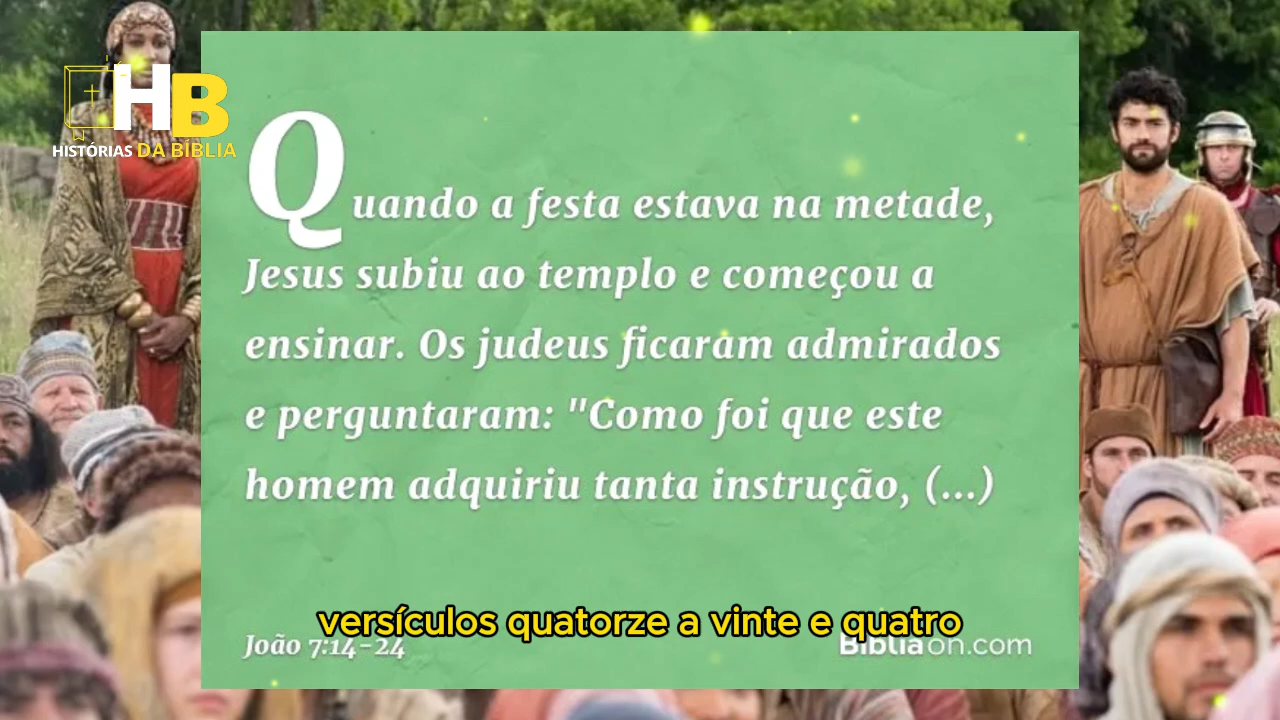 HB
HISTÓRIAS DA BÍBLIA
Quando a festa estava na metade,
Jesus subiu ao templo e começou a
ensinar. Os judeus ficaram admirados
e perguntaram: "Como foi que este
homem adquiriu tanta instrução, (...)
versículos quatorze a vinte e quatro
João 7:14-24
Bíbliaon.com